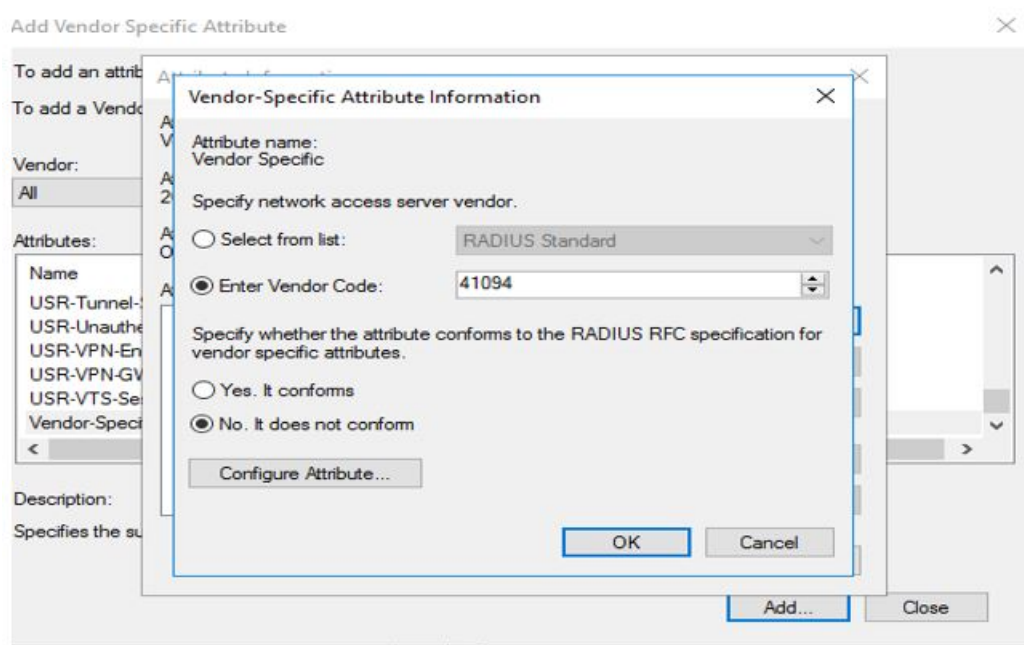 Add Vendor Specific Attribute
To add an attrib
To add a Vendo
Vendor:
All
Attributes:
Name
USR-Tunnel-S
USR-Unauthe
USR-VPN-En
USR-VPN-GW
USR-VTS-Se
Vendor-Speci
Description:
Specifies the su
Vendor-Specific Attribute Information
Attribute name:
Vendor Specific
Specify network access server vendor.
Select from list: RADIUS Standard
Enter Vendor Code: 41094
Specify whether the attribute conforms to the RADIUS RFC specification for
vendor specific attributes.
Yes. It conforms
No. It does not conform
Configure Attribute...
OK Cancel
Add... Close